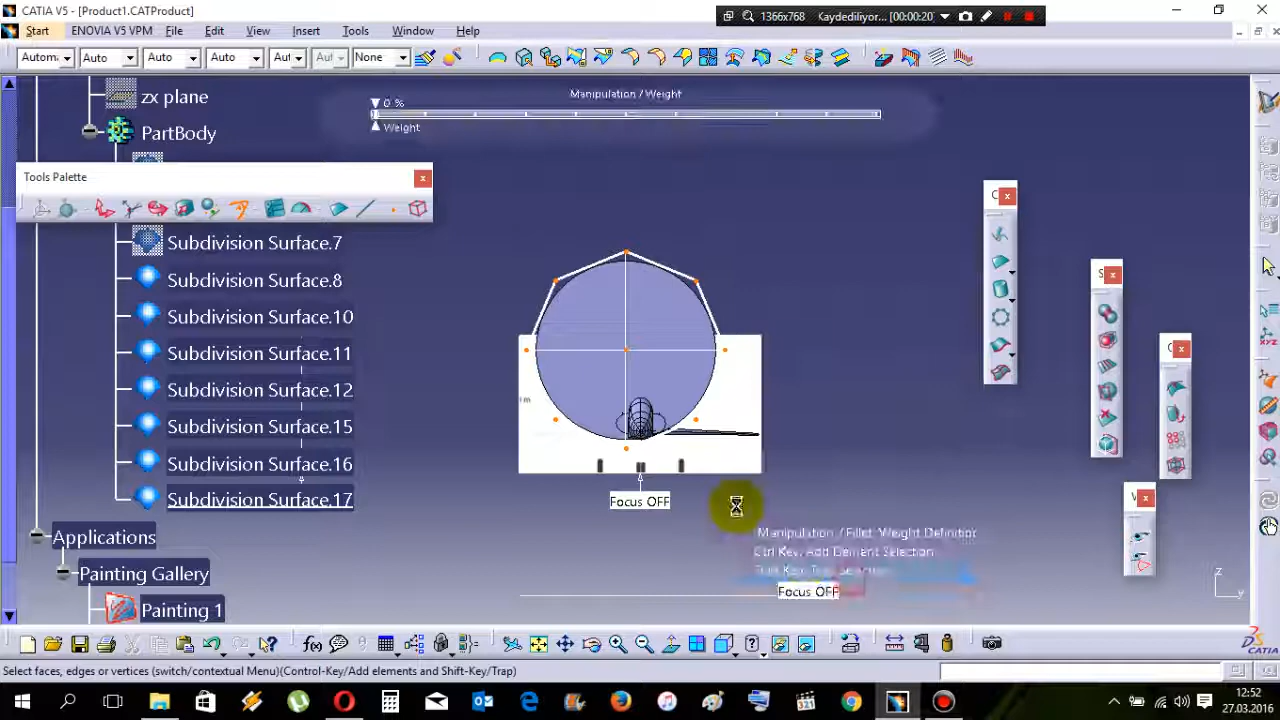 CATIA V5 - [Product1.CATProduct]
1366x768 Kaydediliyor... [00:00:20]
Start ENOVIA V5 VPM File Edit View Insert Tools Window Help
Autom Auto Auto Auto Aut Aut None
zx plane
PartBody
Manipulation / Weight
0 %
Weight
Tools Palette
Subdivision Surface.7
Subdivision Surface.8
Subdivision Surface.10
Subdivision Surface.11
Subdivision Surface.12
Subdivision Surface.15
Subdivision Surface.16
Subdivision Surface.17
Applications
Painting Gallery
Painting 1
Focus OFF
Manipulation / Fillet: Weight Definition
Ctrl Key: Add Element Selection
Focus OFF
z
y
CATIA
Select faces, edges or vertices (switch/contextual Menu)(Control-Key/Add elements and Shift-Key/Trap)
12:52
27.03.2016